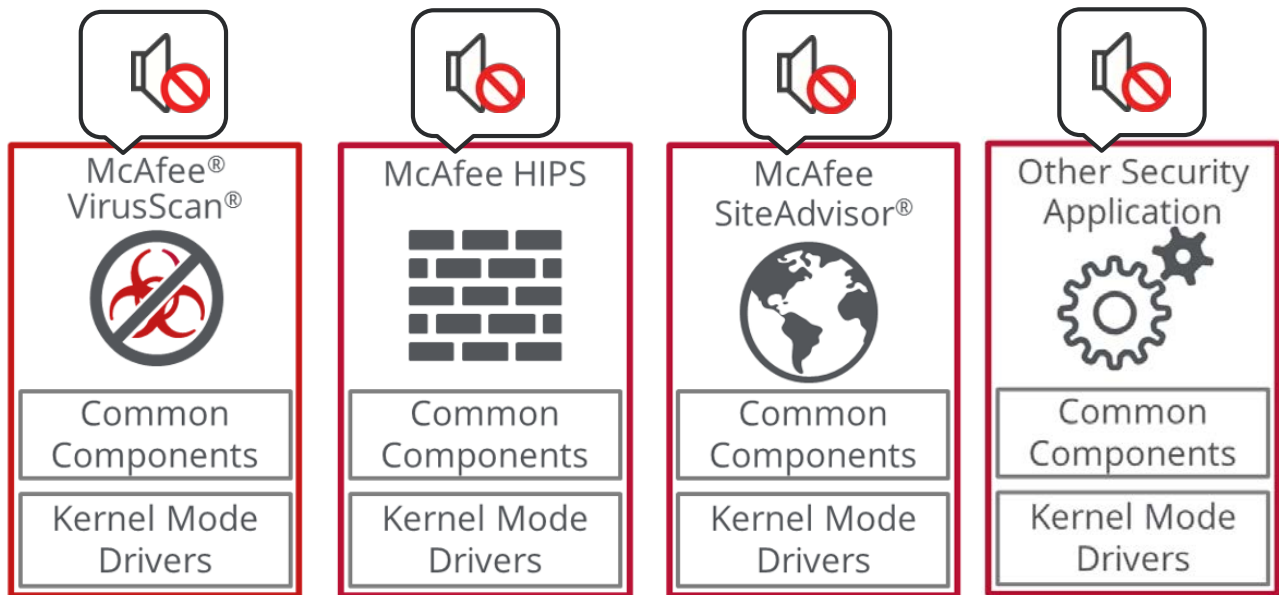 McAfee®
VirusScan®
Common
Components
Kernel Mode
Drivers
McAfee HIPS
Common
Components
Kernel Mode
Drivers
McAfee
SiteAdvisor®
Common
Components
Kernel Mode
Drivers
Other Security
Application
Common
Components
Kernel Mode
Drivers